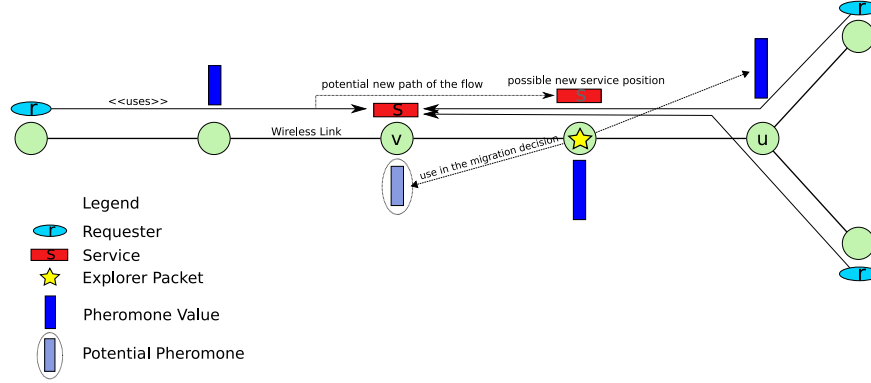 r
r
<<uses>>
potential new path of the flow
possible new service position
s
s
Wireless Link
v
u
use in the migration decision
r
Legend
r Requester
s Service
Explorer Packet
Pheromone Value
Potential Pheromone